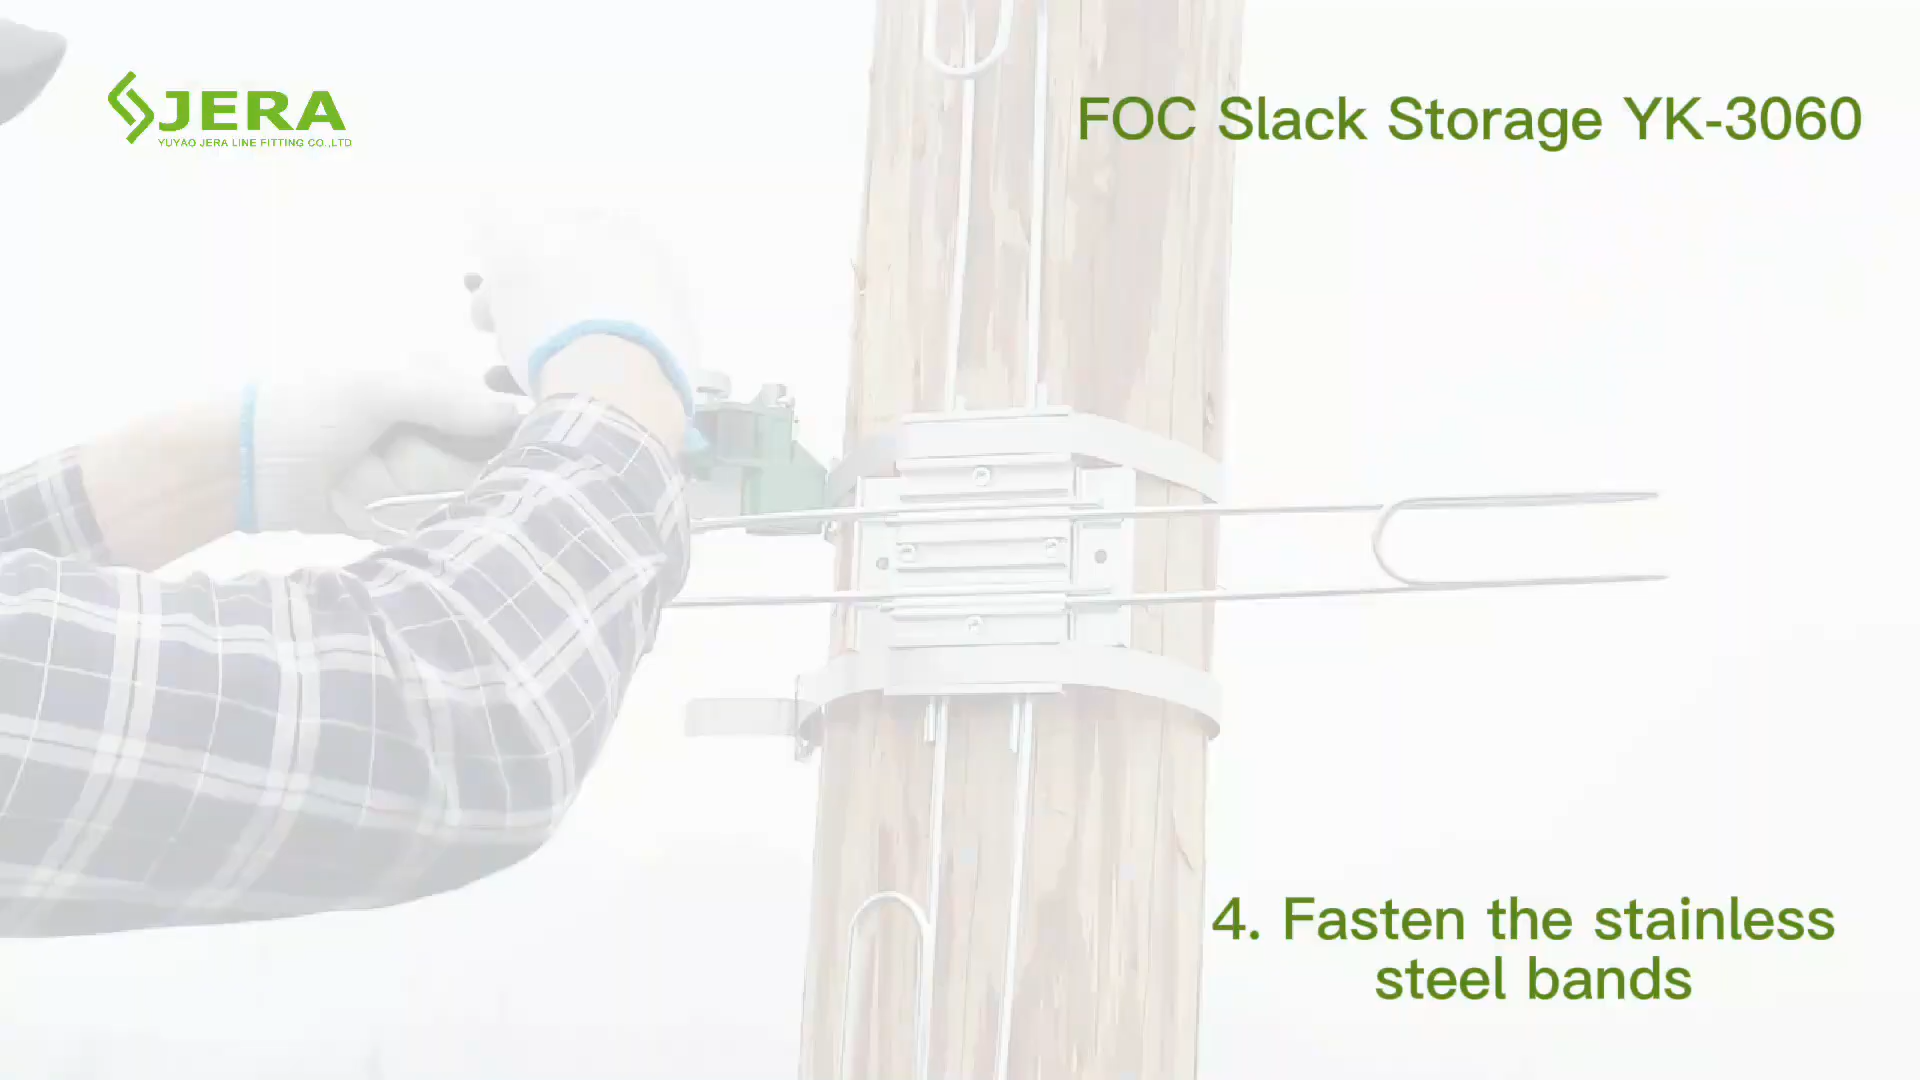 JERA
YUYAO JERA LINE FITTING CO.,LTD
FOC Slack Storage YK-3060
4. Fasten the stainless
steel bands